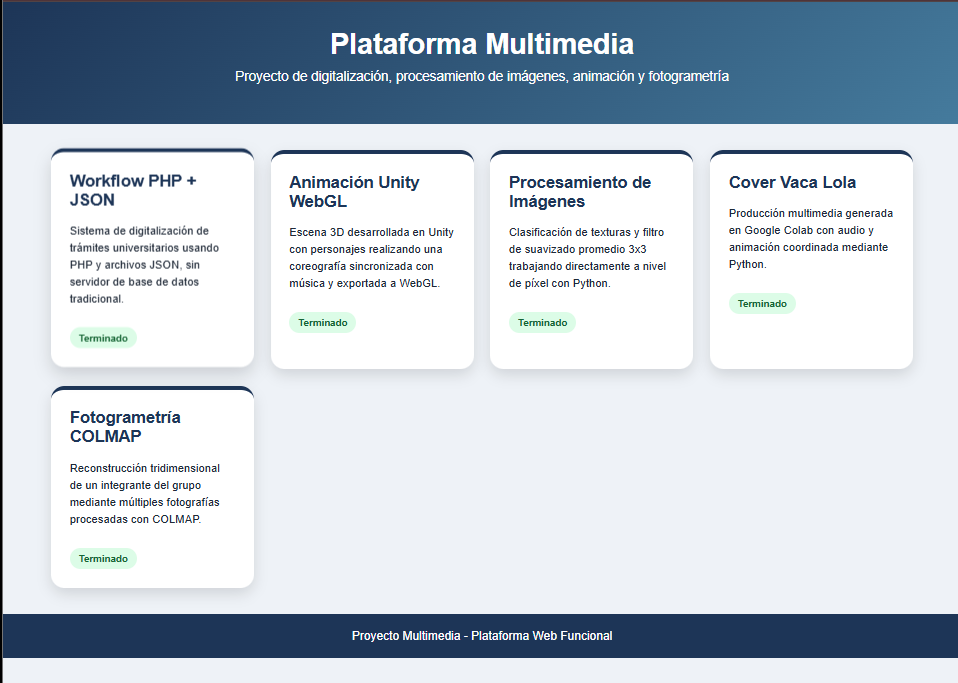 Plataforma Multimedia
Proyecto de digitalización, procesamiento de imágenes, animación y fotogrametría
Workflow PHP +
JSON
Sistema de digitalización de
trámites universitarios usando
PHP y archivos JSON, sin
servidor de base de datos
tradicional.
Terminado
Animación Unity
WebGL
Escena 3D desarrollada en Unity
con personajes realizando una
coreografía sincronizada con
música y exportada a WebGL.
Terminado
Procesamiento de
Imágenes
Clasificación de texturas y filtro
de suavizado promedio 3x3
trabajando directamente a nivel
de píxel con Python.
Terminado
Cover Vaca Lola
Producción multimedia generada
en Google Colab con audio y
animación coordinada mediante
Python.
Terminado
Fotogrametría
COLMAP
Reconstrucción tridimensional
de un integrante del grupo
mediante múltiples fotografías
procesadas con COLMAP.
Terminado
Proyecto Multimedia - Plataforma Web Funcional